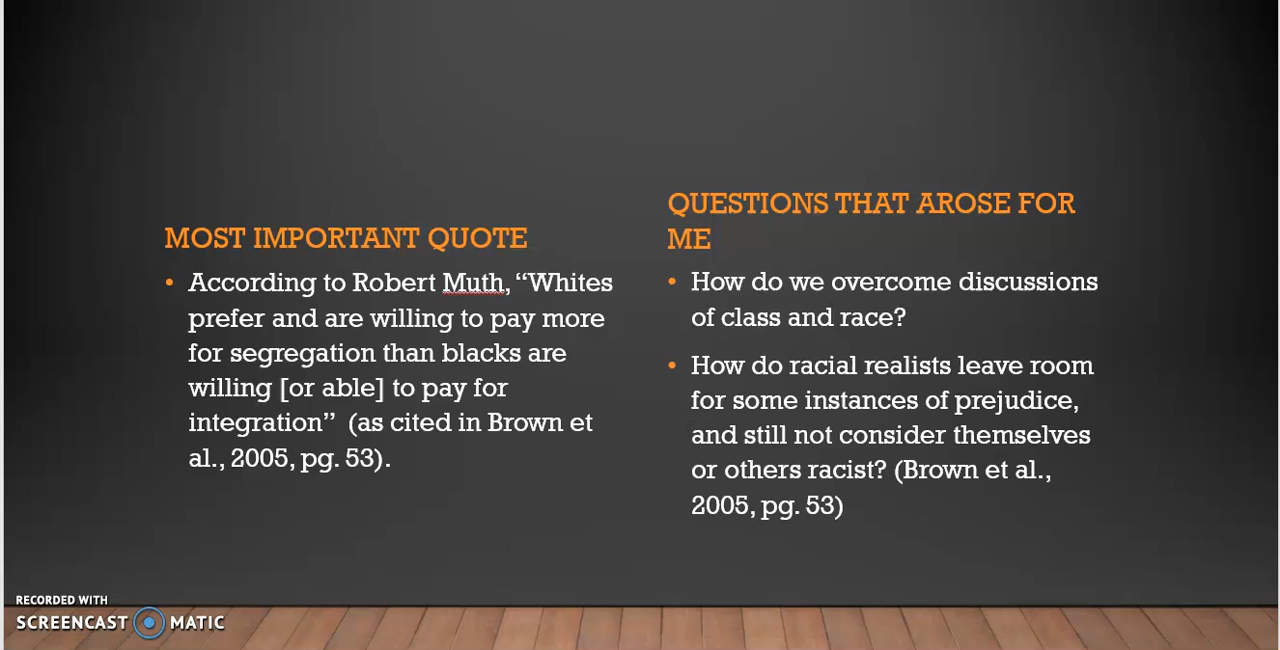 MOST IMPORTANT QUOTE
• According to Robert Muth, “Whites
prefer and are willing to pay more
for segregation than blacks are
willing [or able] to pay for
integration”  (as cited in Brown et
al., 2005, pg. 53).
QUESTIONS THAT AROSE FOR
ME
• How do we overcome discussions
of class and race?
• How do racial realists leave room
for some instances of prejudice,
and still not consider themselves
or others racist? (Brown et al.,
2005, pg. 53)
RECORDED WITH
SCREENCAST MATIC